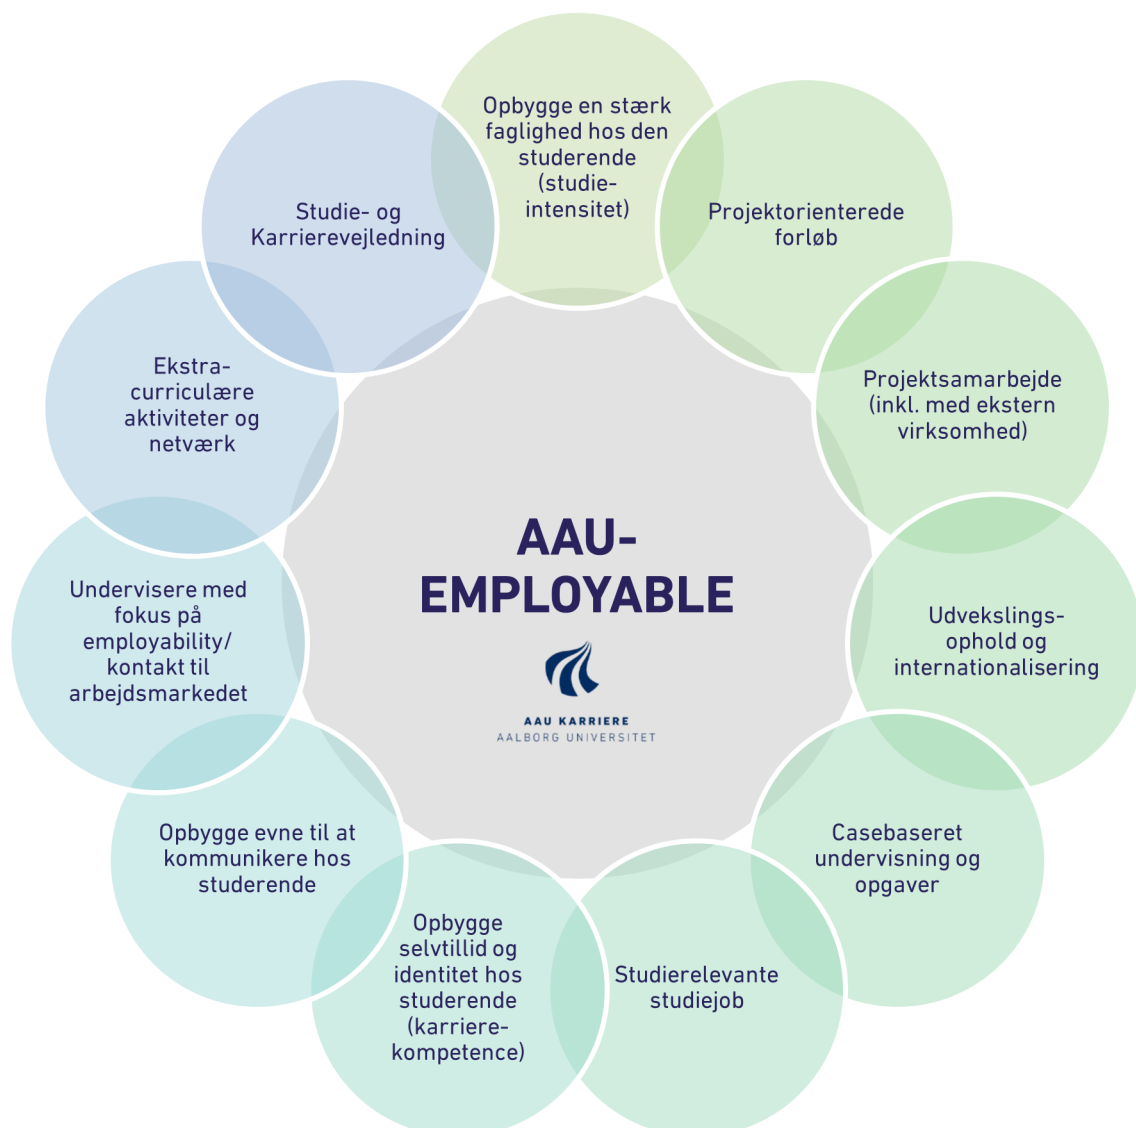 Opbygge en stærk
faglighed hos den
studerende
(studie-
intensitet)
Projektorienterede
forløb
Projektsamarbejde
(inkl. med ekstern
virksomhed)
Udvekslings-
ophold og
internationalisering
Casebaseret
undervisning og
opgaver
Studierelevante
studiejob
Opbygge
selvtillid og
identitet hos
studerende
(karriere-
kompetence)
Opbygge evne til at
kommunikere hos
studerende
Undervisere med
fokus på
employability/
kontakt til
arbejdsmarkedet
Ekstra-
curriculære
aktiviteter og
netværk
Studie- og
Karrierevejledning
AAU-
EMPLOYABLE
AAU KARRIERE
AALBORG UNIVERSITET